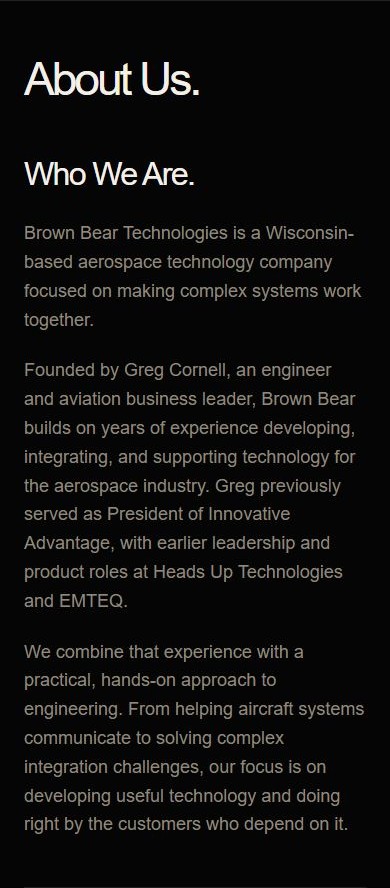 About Us.
Who We Are.
Brown Bear Technologies is a Wisconsin-
based aerospace technology company
focused on making complex systems work
together.
Founded by Greg Cornell, an engineer
and aviation business leader, Brown Bear
builds on years of experience developing,
integrating, and supporting technology for
the aerospace industry. Greg previously
served as President of Innovative
Advantage, with earlier leadership and
product roles at Heads Up Technologies
and EMTEQ.
We combine that experience with a
practical, hands-on approach to
engineering. From helping aircraft systems
communicate to solving complex
integration challenges, our focus is on
developing useful technology and doing
right by the customers who depend on it.